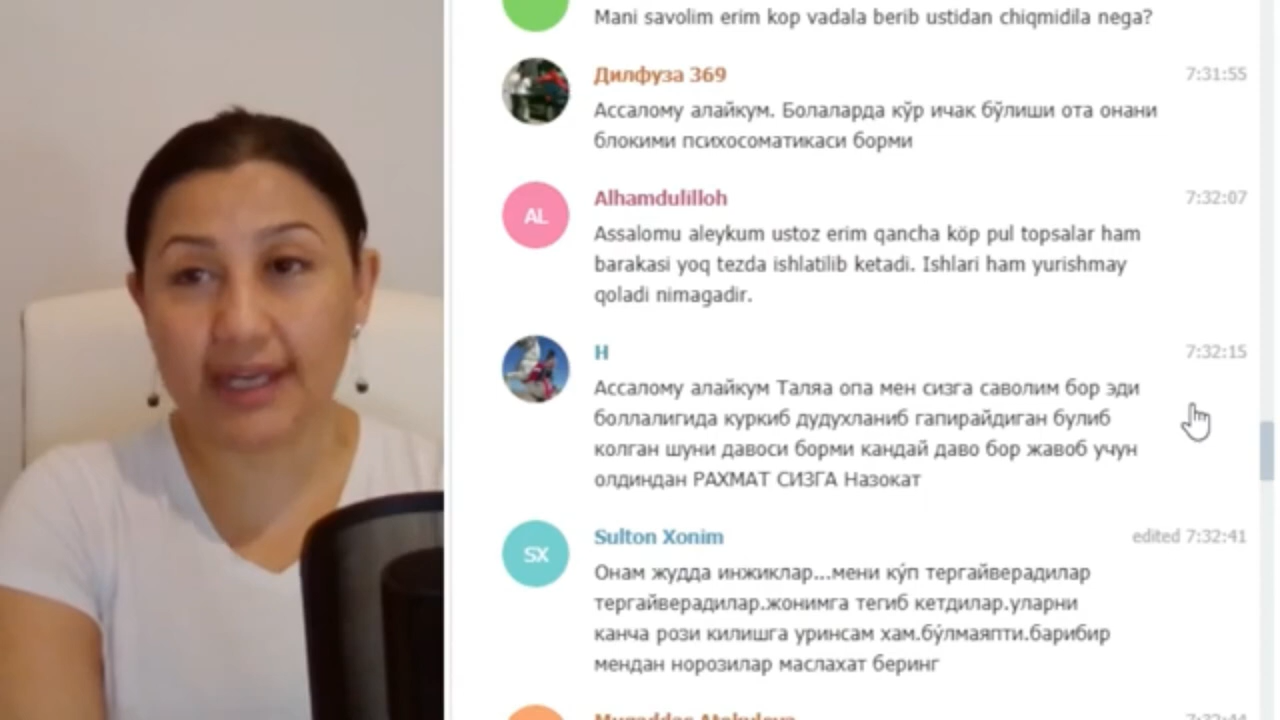 Mani savolim erim kop vadala berib ustidan chiqmidila nega?
Дилфуза 369 7:31:55
Ассалому алайкум. Болаларда кўр ичак бўлиши ота онани
блокими психосоматикаси борми
AL
Alhamdulilloh 7:32:07
Assalomu aleykum ustoz erim qancha köp pul topsalar ham
barakasi yoq tezda ishlatilib ketadi. Ishlari ham yurishmay
qoladi nimagadir.
Н 7:32:15
Ассалому алайкум Таляа опа мен сизга саволим бор эди
боллалигида куркиб дудухланиб гапирайдиган булиб
колган шуни давоси борми кандай даво бор жавоб учун
олдиндан РАХМАТ СИЗГА Назокат
SX
Sulton Xonim edited 7:32:41
Онам жудда инжиклар...мени кўп тергайверадилар
тергайверадилар.жонимга тегиб кетдилар.уларни
канча рози килишга уринсам хам.бўлмаяпти.барибир
мендан норозилар маслахат беринг
7:32:44